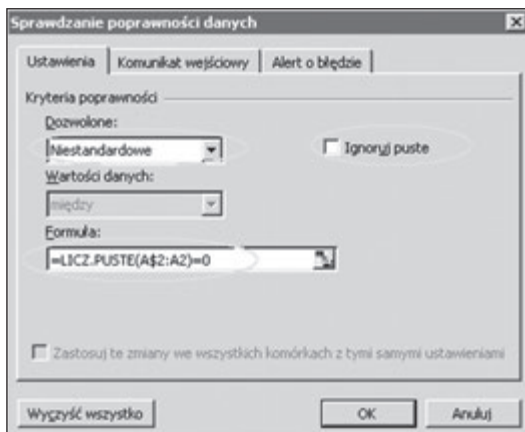 Sprawdzanie poprawności danych
Ustawienia Komunikat wejściowy Alert o błędzie
Kryteria poprawności
Dozwolone:
Niestandardowe Ignoruj puste
Wartości danych:
między
Formuła:
=LICZ.PUSTE(A$2:A2)=0
Zastosuj te zmiany we wszystkich komórkach z tymi samymi ustawieniami
Wyczyść wszystko OK Anuluj